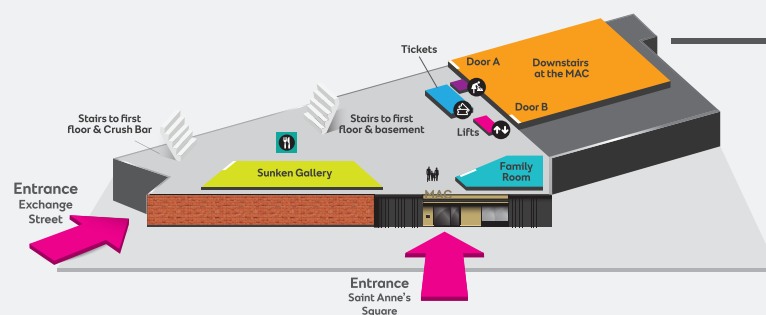 Tickets
Door A
Downstairs
at the MAC
Door B
Stairs to first
floor & Crush Bar
Stairs to first
floor & basement
Lifts
Sunken Gallery
Family
Room
MAC
Entrance
Exchange
Street
Entrance
Saint Anne's
Square